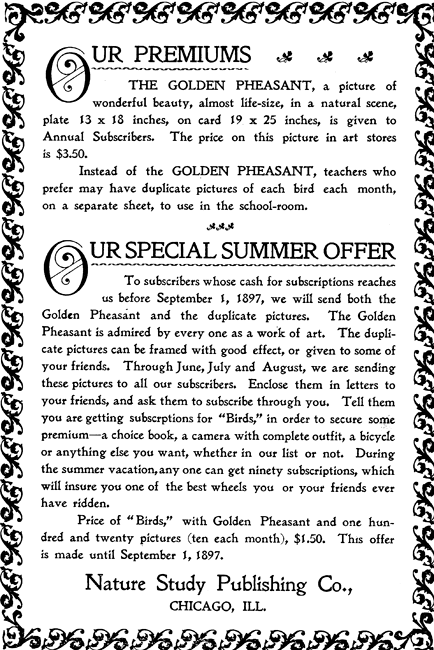 OUR PREMIUMS
THE GOLDEN PHEASANT, a picture of
wonderful beauty, almost life-size, in a natural scene,
plate 13 x 18 inches, on card 19 x 25 inches, is given to
Annual Subscribers. The price on this picture in art stores
is $3.50.
Instead of the GOLDEN PHEASANT, teachers who
prefer may have duplicate pictures of each bird each month,
on a separate sheet, to use in the school-room.
OUR SPECIAL SUMMER OFFER
To subscribers whose cash for subscriptions reaches
us before September 1, 1897, we will send both the
Golden Pheasant and the duplicate pictures. The Golden
Pheasant is admired by every one as a work of art. The dupli-
cate pictures can be framed with good effect, or given to some of
your friends. Through June, July and August, we are sending
these pictures to all our subscribers. Enclose them in letters to
your friends, and ask them to subscribe through you. Tell them
you are getting subscrptions for "Birds," in order to secure some
premium—a choice book, a camera with complete outfit, a bicycle
or anything else you want, whether in our list or not. During
the summer vacation, any one can get ninety subscriptions, which
will insure you one of the best wheels you or your friends ever
have ridden.
Price of "Birds," with Golden Pheasant and one hun-
dred and twenty pictures (ten each month), $1.50. This offer
is made until September 1, 1897.
Nature Study Publishing Co.,
CHICAGO, ILL.